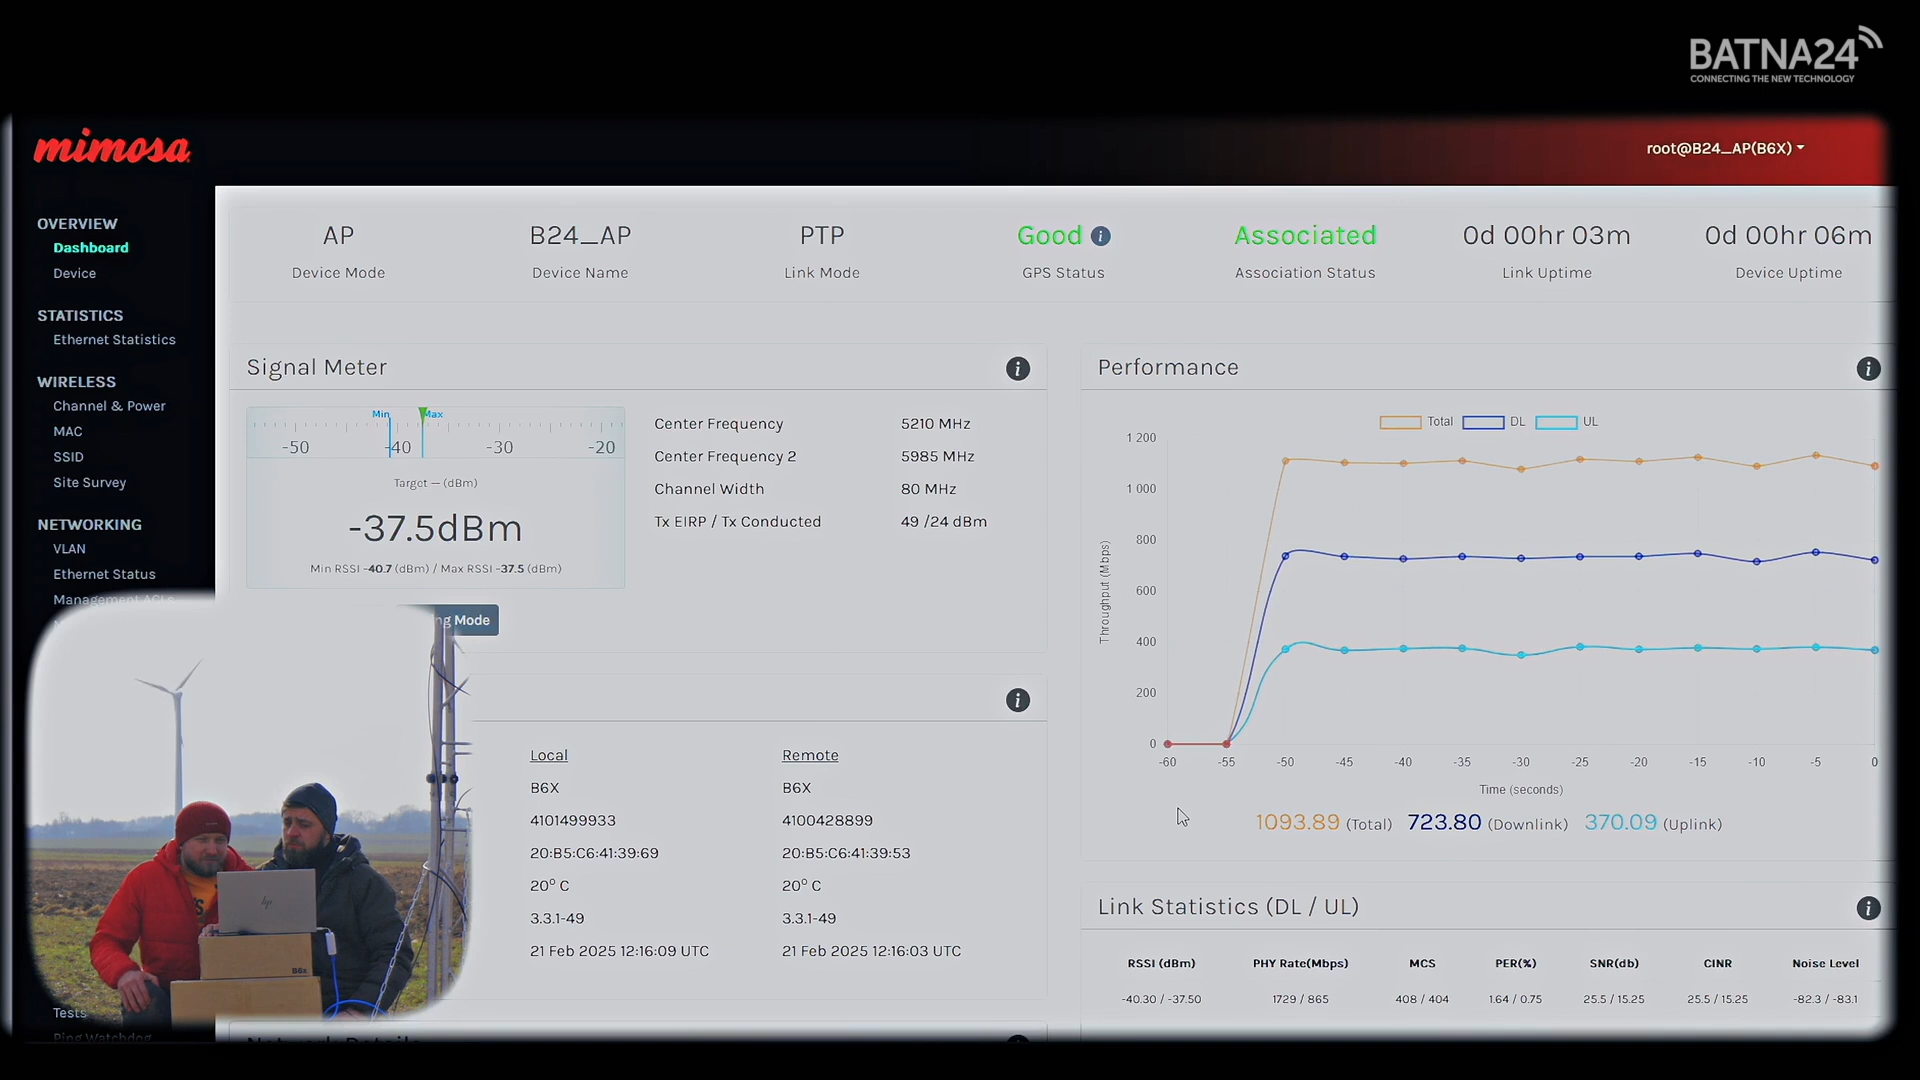 BATNA24
CONNECTING THE NEW TECHNOLOGY
mimosa
root@B24_AP(B6X)
OVERVIEW
Dashboard
Device
STATISTICS
Ethernet Statistics
WIRELESS
Channel & Power
MAC
SSID
Site Survey
NETWORKING
VLAN
Ethernet Status
Management ACLs
Tests
Ping Watchdog
AP B24_AP PTP Good Associated 0d 00hr 03m 0d 00hr 06m
Device Mode Device Name Link Mode GPS Status Association Status Link Uptime Device Uptime
Signal Meter
Min Max
-50 -40 -30 -20
Target — (dBm)
-37.5dBm
Min RSSI -40.7 (dBm) / Max RSSI -37.5 (dBm)
Center Frequency 5210 MHz
Center Frequency 2 5985 MHz
Channel Width 80 MHz
Tx EIRP / Tx Conducted 49 /24 dBm
Mode
Local Remote
B6X B6X
4101499933 4100428899
20:B5:C6:41:39:69 20:B5:C6:41:39:53
20º C 20º C
3.3.1-49 3.3.1-49
21 Feb 2025 12:16:09 UTC 21 Feb 2025 12:16:03 UTC
hp
B6x
Network Details
Performance
Total DL UL
1 200
1 000
800
600
400
200
0
Throughput (Mbps)
-60 -55 -50 -45 -40 -35 -30 -25 -20 -15 -10 -5 0
Time (seconds)
1093.89 (Total) 723.80 (Downlink) 370.09 (Uplink)
Link Statistics (DL / UL)
RSSI (dBm) PHY Rate(Mbps) MCS PER(%) SNR(db) CINR Noise Level
-40.30 / -37.50 1729 / 865 408 / 404 1.64 / 0.75 25.5 / 15.25 25.5 / 15.25 -82.3 / -83.1